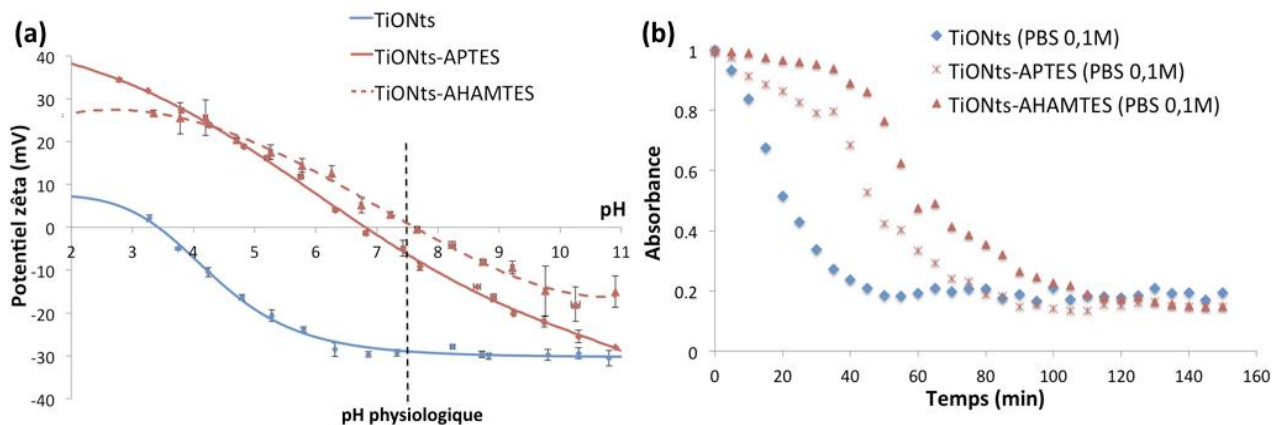 (a)
TiONts
TiONts-APTES
TiONts-AHAMTES
Potentiel zêta (mV)
40
30
20
10
0
-10
-20
-30
-40
2 3 4 5 6 7 8 9 10 11
pH
pH physiologique
(b)
TiONts (PBS 0,1M)
TiONts-APTES (PBS 0,1M)
TiONts-AHAMTES (PBS 0,1M)
Absorbance
1
0.8
0.6
0.4
0.2
0
0 20 40 60 80 100 120 140 160
Temps (min)